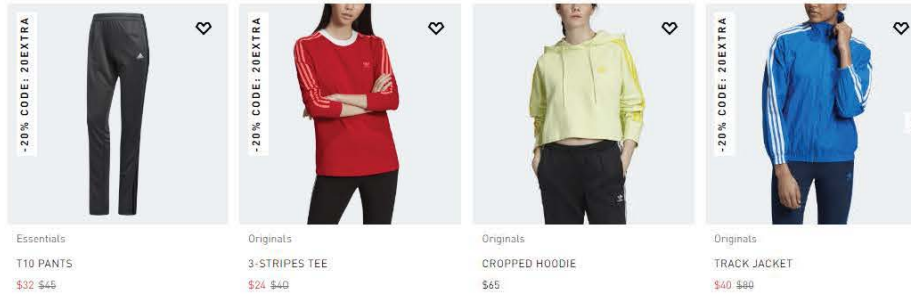 -20% CODE: 20EXTRA
Essentials
T10 PANTS
$32 $45
-20% CODE: 20EXTRA
Originals
3-STRIPES TEE
$24 $40
Originals
CROPPED HOODIE
$65
-20% CODE: 20EXTRA
Originals
TRACK JACKET
$40 $80